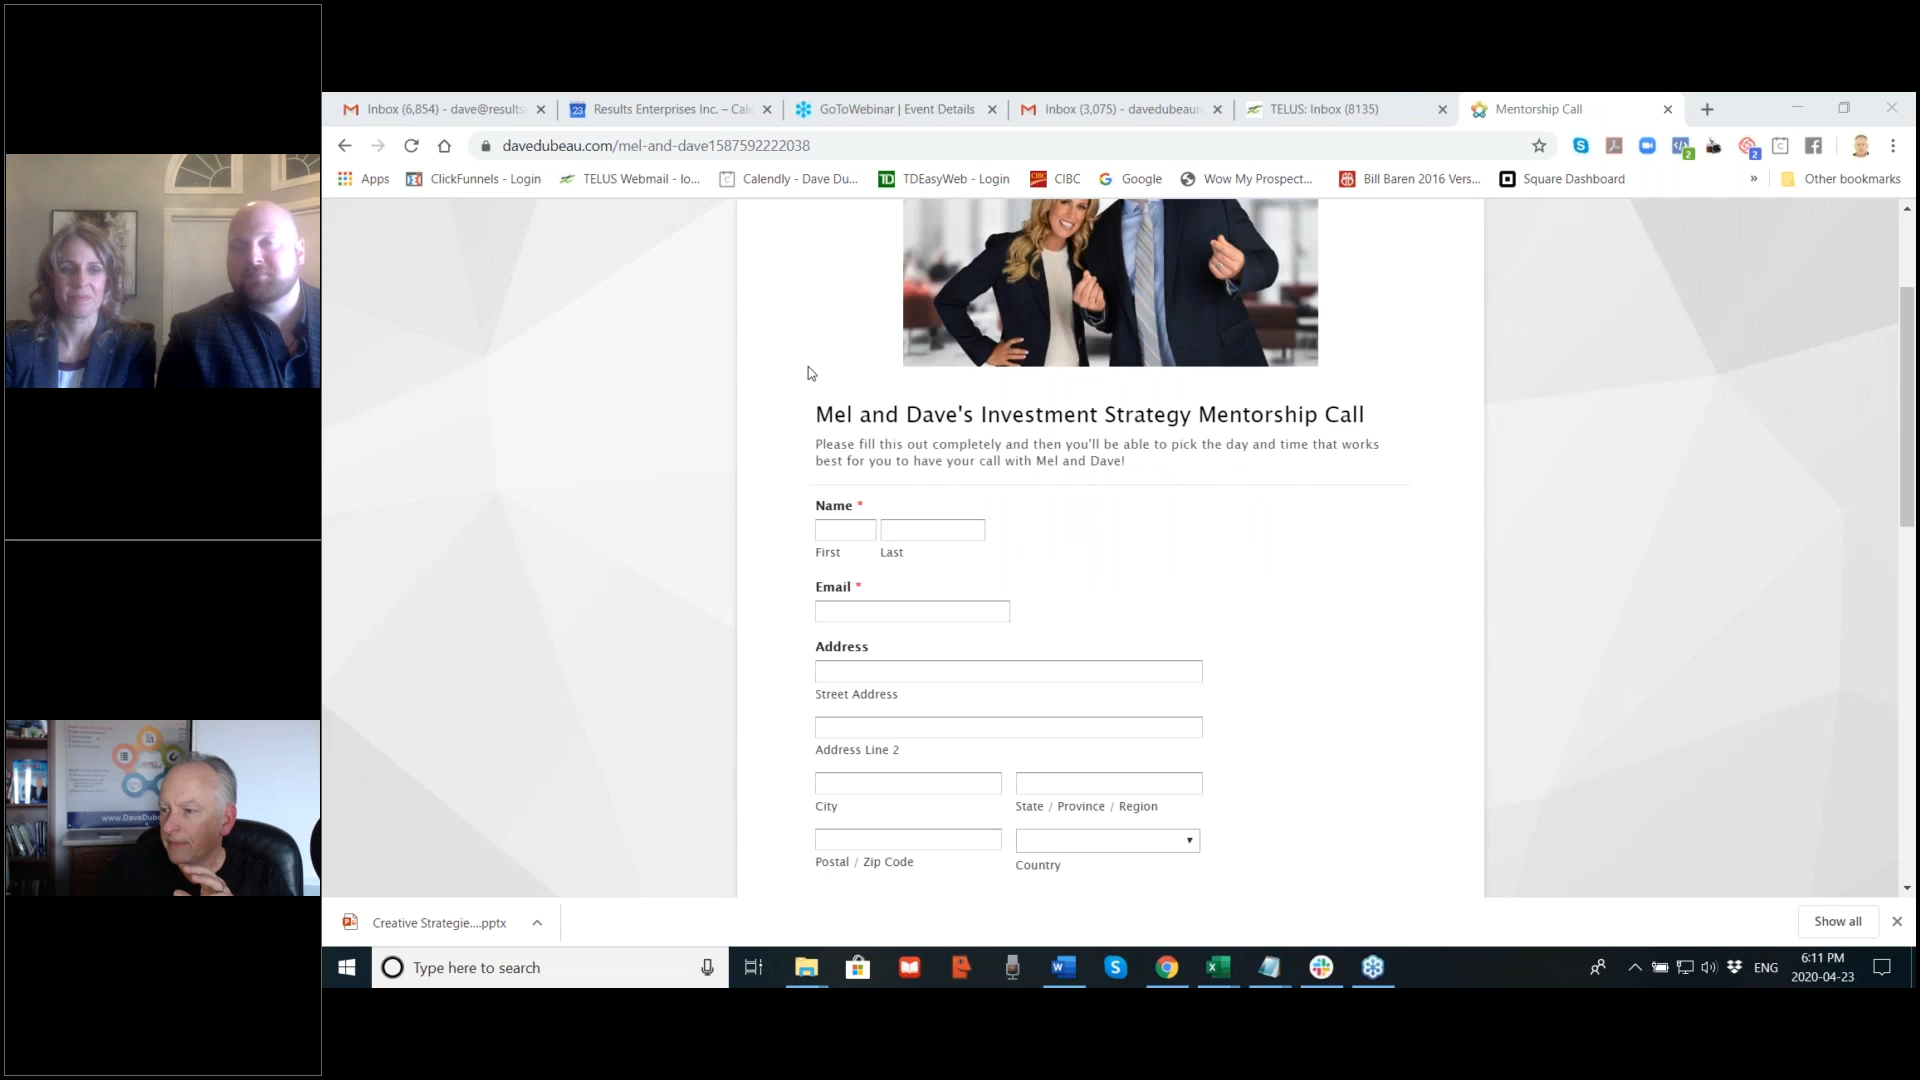 Inbox (6,854) - dave@results
Results Enterprises Inc. – Cale
GoToWebinar | Event Details
Inbox (3,075) - davedubeau
TELUS: Inbox (8135)
Mentorship Call
davedubeau.com/mel-and-dave1587592222038
Apps
ClickFunnels - Login
TELUS Webmail - lo...
Calendly - Dave Du...
TDEasyWeb - Login
CIBC
Google
Wow My Prospect...
Bill Baren 2016 Vers...
Square Dashboard
»
Other bookmarks
Mel and Dave's Investment Strategy Mentorship Call
Please fill this out completely and then you'll be able to pick the day and time that works
best for you to have your call with Mel and Dave!
Name *
First Last
Email *
Address
Street Address
Address Line 2
City State / Province / Region
Postal / Zip Code Country
www.DaveDube
Creative Strategie....pptx
Show all
Type here to search
ENG
6:11 PM
2020-04-23